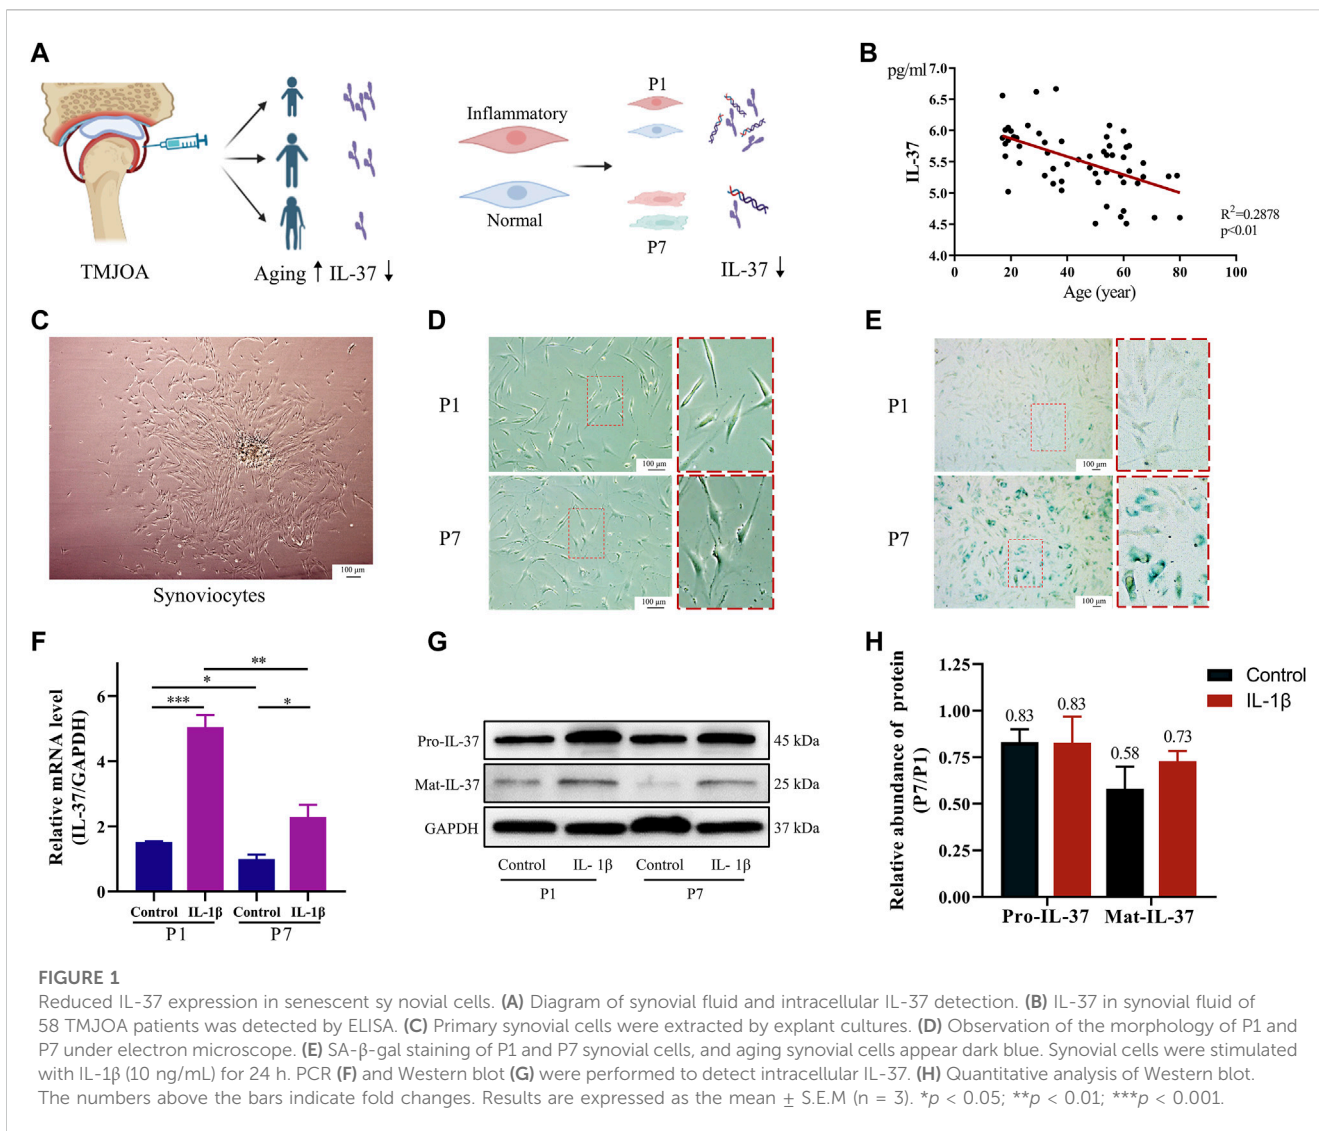 A
TMJOA
Aging ↑ IL-37 ↓
Inflammatory
Normal
P1
P7
IL-37 ↓
B
pg/ml
7.0
6.5
6.0
5.5
5.0
4.5
4.0
IL-37
0 20 40 60 80 100
Age (year)
R²=0.2878
p<0.01
C
100 μm
Synoviocytes
D
P1
100 μm
P7
100 μm
E
P1
100 μm
P7
100 μm
F
Relative mRNA level
(IL-37/GAPDH)
6
4
2
0
**
*
***
*
Control IL-1β Control IL-1β
P1 P7
G
Pro-IL-37 45 kDa
Mat-IL-37 25 kDa
GAPDH 37 kDa
Control IL- 1β Control IL- 1β
P1 P7
H
Relative abundance of protein
(P7/P1)
1.25
1.00
0.75
0.50
0.25
0.00
0.83 0.83 0.58 0.73
Pro-IL-37 Mat-IL-37
Control
IL-1β
FIGURE 1
Reduced IL-37 expression in senescent sy novial cells. (A) Diagram of synovial fluid and intracellular IL-37 detection. (B) IL-37 in synovial fluid of
58 TMJOA patients was detected by ELISA. (C) Primary synovial cells were extracted by explant cultures. (D) Observation of the morphology of P1 and
P7 under electron microscope. (E) SA-β-gal staining of P1 and P7 synovial cells, and aging synovial cells appear dark blue. Synovial cells were stimulated
with IL-1β (10 ng/mL) for 24 h. PCR (F) and Western blot (G) were performed to detect intracellular IL-37. (H) Quantitative analysis of Western blot.
The numbers above the bars indicate fold changes. Results are expressed as the mean ± S.E.M (n = 3). *p < 0.05; **p < 0.01; ***p < 0.001.